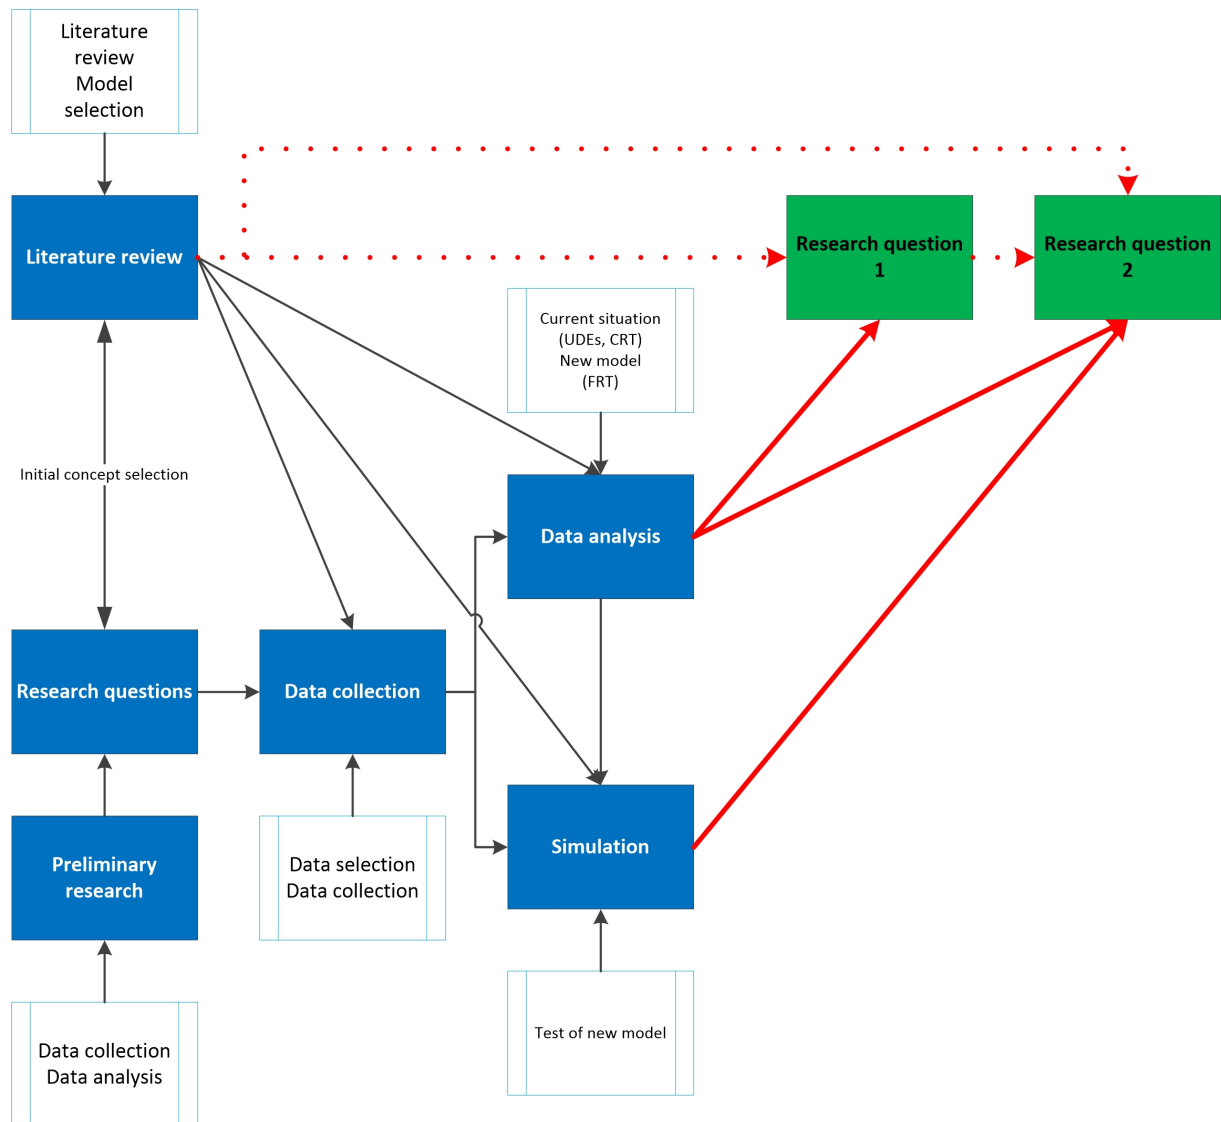 Literature
review
Model
selection
Literature review
Research question
1
Research question
2
Current situation
(UDEs, CRT)
New model
(FRT)
Initial concept selection
Data analysis
Research questions
Data collection
Preliminary
research
Data selection
Data collection
Simulation
Data collection
Data analysis
Test of new model